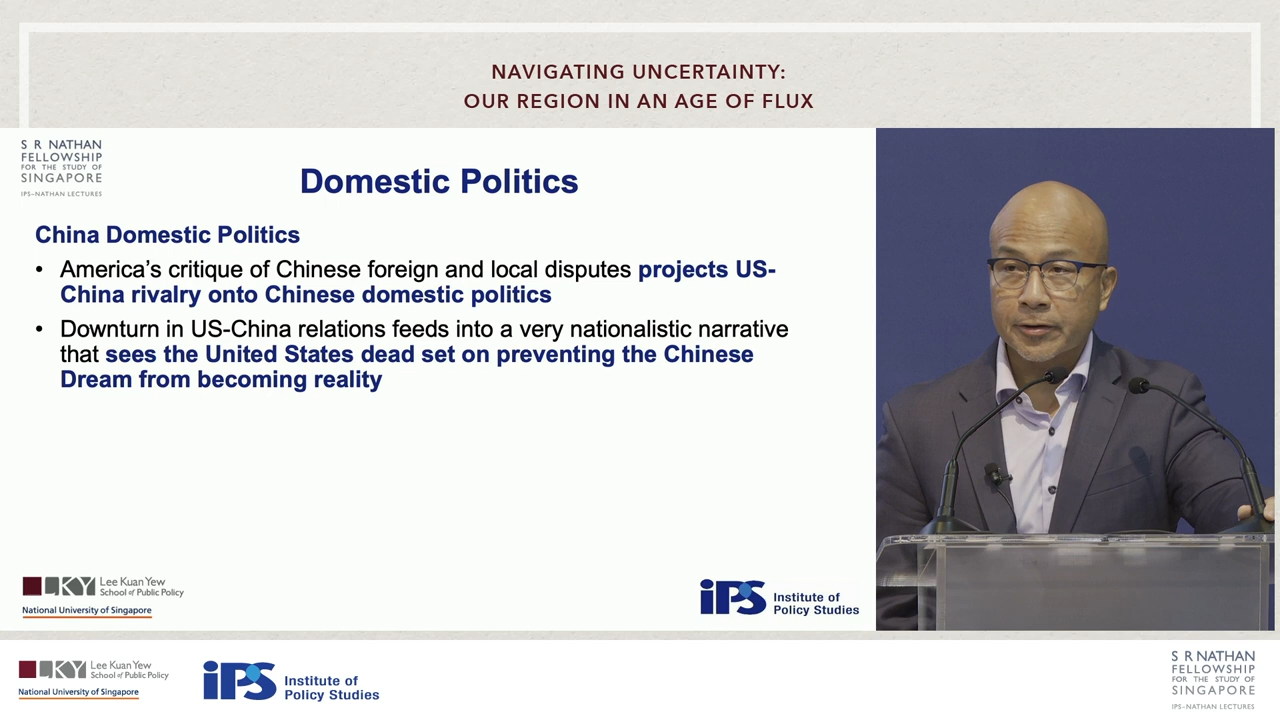 NAVIGATING UNCERTAINTY:
OUR REGION IN AN AGE OF FLUX
S R NATHAN
FELLOWSHIP
FOR THE STUDY OF
SINGAPORE
IPS–NATHAN LECTURES
Domestic Politics
China Domestic Politics
• America’s critique of Chinese foreign and local disputes projects US-
China rivalry onto Chinese domestic politics
• Downturn in US-China relations feeds into a very nationalistic narrative
that sees the United States dead set on preventing the Chinese
Dream from becoming reality
LKY Lee Kuan Yew
School of Public Policy
National University of Singapore
iPS Institute of
Policy Studies
LKY Lee Kuan Yew
School of Public Policy
National University of Singapore
iPS Institute of
Policy Studies
S R NATHAN
FELLOWSHIP
FOR THE STUDY OF
SINGAPORE
IPS–NATHAN LECTURES